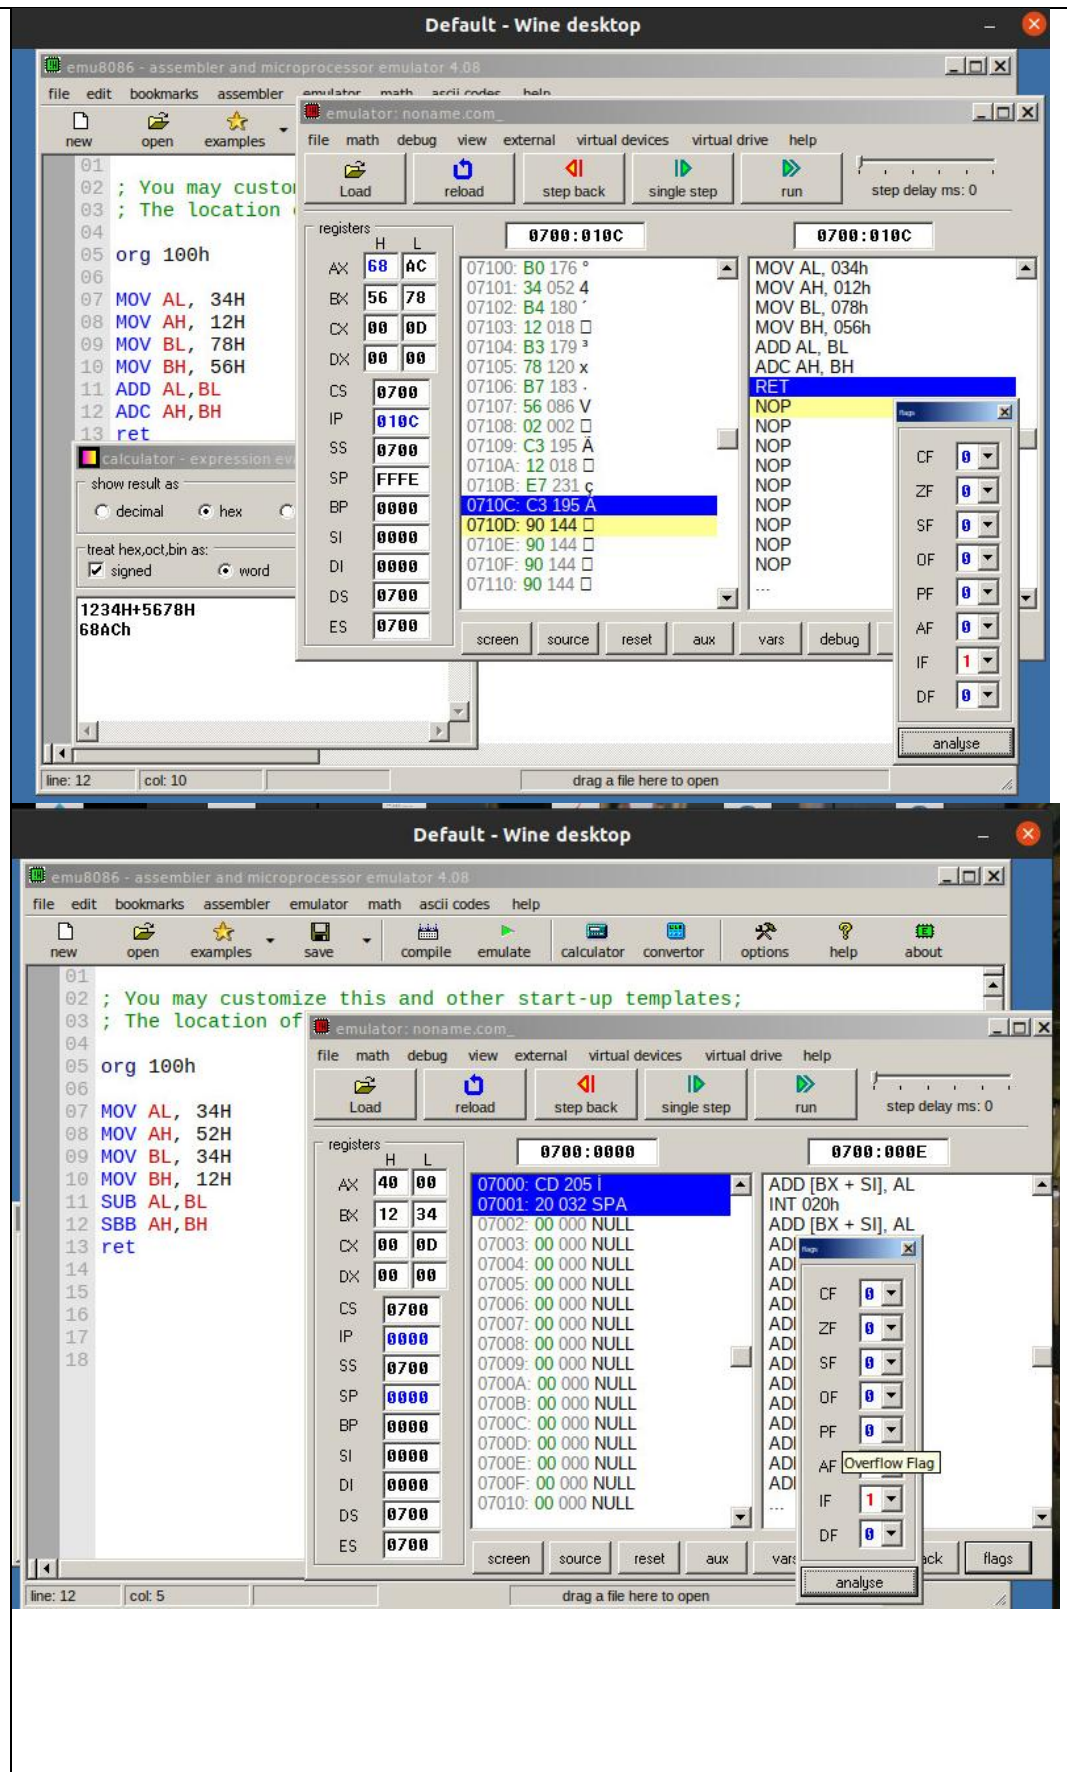 Default - Wine desktop
emu8086 - assembler and microprocessor emulator 4.08
file edit bookmarks assembler emulator math ascii codes help
new open examples
01
02 ; You may custo
03 ; The location
04
05 org 100h
06
07 MOV AL, 34H
08 MOV AH, 12H
09 MOV BL, 78H
10 MOV BH, 56H
11 ADD AL,BL
12 ADC AH,BH
13 ret
calculator - expression ev
show result as
decimal hex
treat hex,oct,bin as:
signed word
1234H+5678H
68ACh
line: 12 col: 10 drag a file here to open
emulator: noname.com_
file math debug view external virtual devices virtual drive help
Load reload step back single step run step delay ms: 0
registers
H L
AX 68 AC
BX 56 78
CX 00 0D
DX 00 00
CS 0700
IP 010C
SS 0700
SP FFFE
BP 0000
SI 0000
DI 0000
DS 0700
ES 0700
0700:010C 0700:010C
07100: B0 176 °
07101: 34 052 4
07102: B4 180 ´
07103: 12 018
07104: B3 179 ³
07105: 78 120 x
07106: B7 183 ·
07107: 56 086 V
07108: 02 002
07109: C3 195 Ã
0710A: 12 018
0710B: E7 231 ç
0710C: C3 195 Ã
0710D: 90 144
0710E: 90 144
0710F: 90 144
07110: 90 144
MOV AL, 034h
MOV AH, 012h
MOV BL, 078h
MOV BH, 056h
ADD AL, BL
ADC AH, BH
RET
NOP
NOP
NOP
NOP
NOP
NOP
NOP
NOP
NOP
...
screen source reset aux vars debug
flags
CF 0
ZF 0
SF 0
OF 0
PF 0
AF 0
IF 1
DF 0
analyse
Default - Wine desktop
emu8086 - assembler and microprocessor emulator 4.08
file edit bookmarks assembler emulator math ascii codes help
new open examples save compile emulate calculator convertor options help about
01
02 ; You may customize this and other start-up templates;
03 ; The location of
04
05 org 100h
06
07 MOV AL, 34H
08 MOV AH, 52H
09 MOV BL, 34H
10 MOV BH, 12H
11 SUB AL,BL
12 SBB AH,BH
13 ret
14
15
16
17
18
line: 12 col: 5 drag a file here to open
emulator: noname.com_
file math debug view external virtual devices virtual drive help
Load reload step back single step run step delay ms: 0
registers
H L
AX 40 00
BX 12 34
CX 00 0D
DX 00 00
CS 0700
IP 0000
SS 0700
SP 0000
BP 0000
SI 0000
DI 0000
DS 0700
ES 0700
0700:0000 0700:000E
07000: CD 205 Í
07001: 20 032 SPA
07002: 00 000 NULL
07003: 00 000 NULL
07004: 00 000 NULL
07005: 00 000 NULL
07006: 00 000 NULL
07007: 00 000 NULL
07008: 00 000 NULL
07009: 00 000 NULL
0700A: 00 000 NULL
0700B: 00 000 NULL
0700C: 00 000 NULL
0700D: 00 000 NULL
0700E: 00 000 NULL
0700F: 00 000 NULL
07010: 00 000 NULL
ADD [BX + SI], AL
INT 020h
ADD [BX + SI], AL
AD
AD
AD
AD
AD
AD
AD
AD
AD
AD
AD
AD
AD
...
screen source reset aux vars ck flags
flags
CF 0
ZF 0
SF 0
OF 0
PF 0
AF Overflow Flag
IF 1
DF 0
analyse